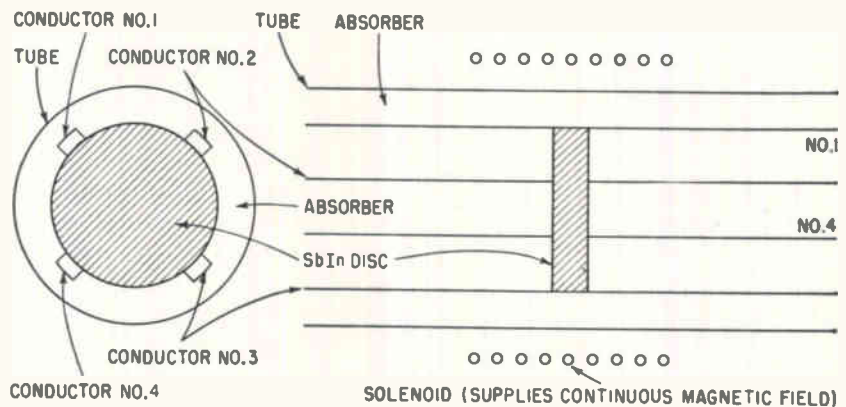 CONDUCTOR NO.1
TUBE
ABSORBER
TUBE
CONDUCTOR NO.2
NO.1
ABSORBER
NO.4
SbIn DISC
CONDUCTOR NO.3
CONDUCTOR NO.4
SOLENOID (SUPPLIES CONTINUOUS MAGNETIC FIELD)